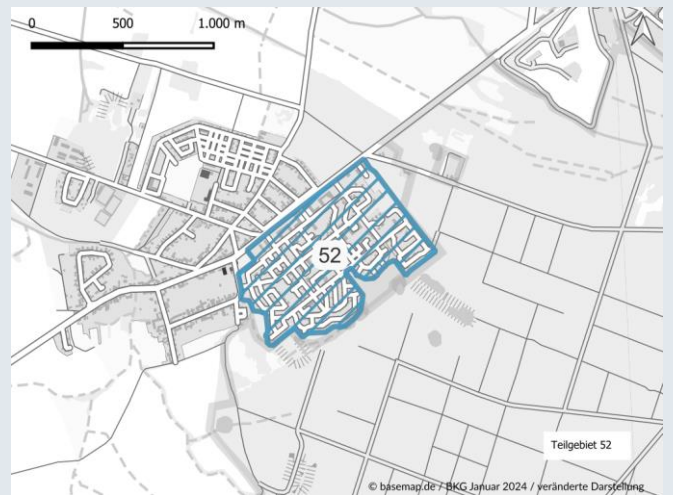 0 500 1.000 m
52
Teilgebiet 52
© basemap.de / BKG Januar 2024 / veränderte Darstellung